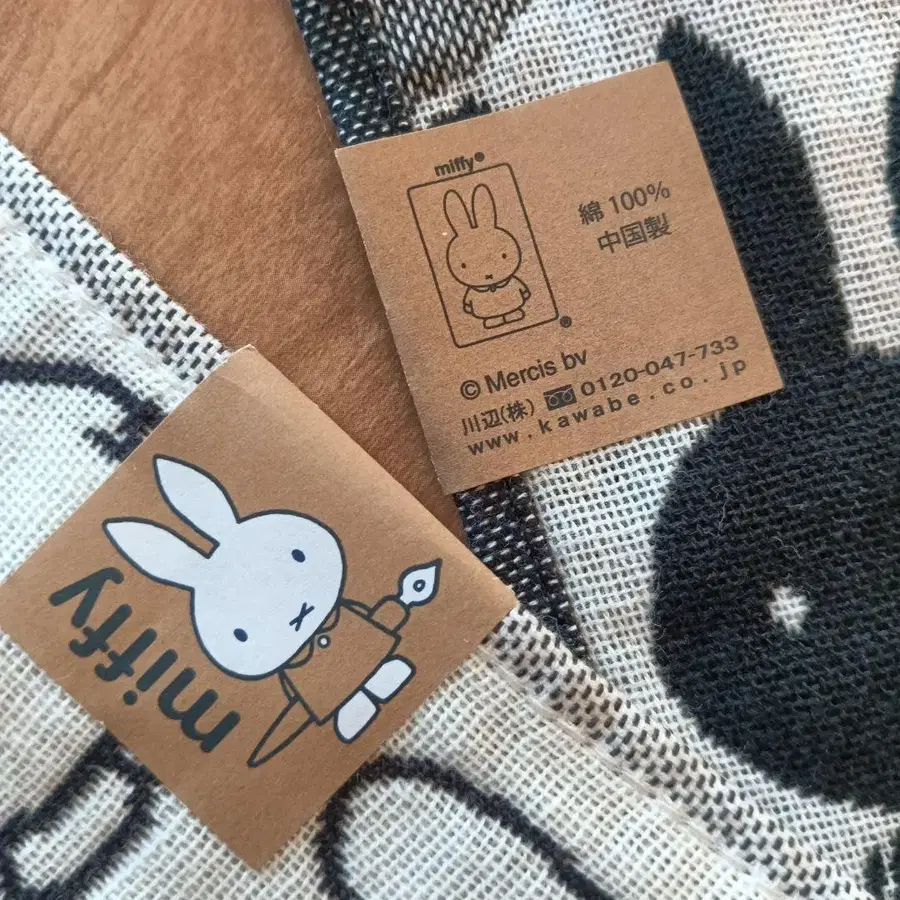 miffy®
綿 100%
中国製
®
© Mercis bv
川辺(株) 0120-047-733
www.kawabe.co.jp
miffy